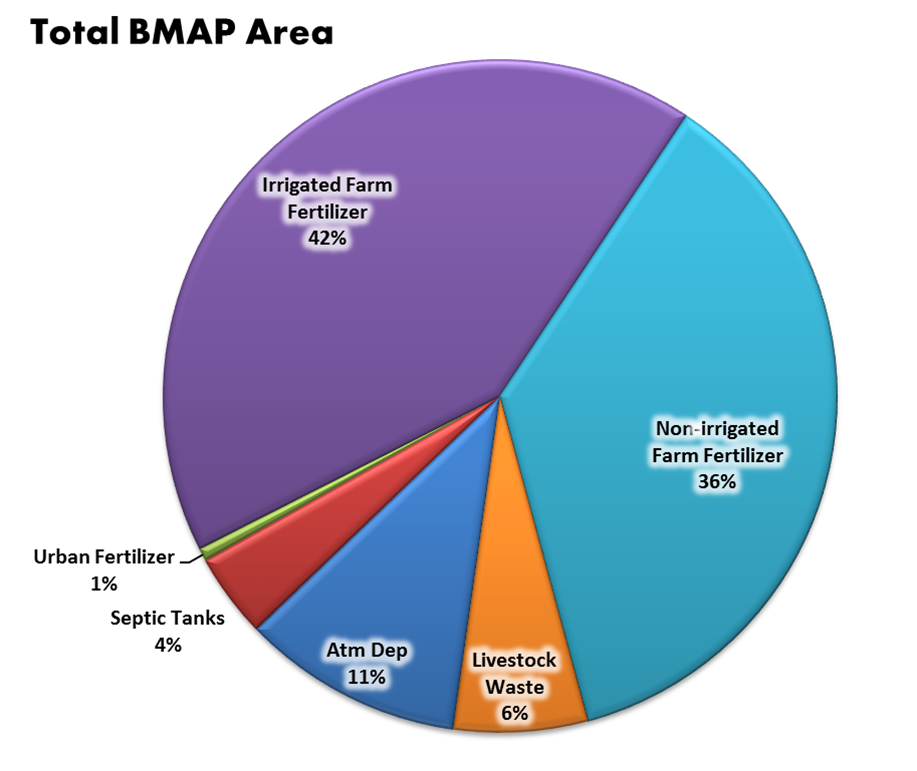 Total BMAP Area
Irrigated Farm
Fertilizer
42%
Non-irrigated
Farm Fertilizer
36%
Urban Fertilizer
1%
Septic Tanks
4%
Atm Dep
11%
Livestock
Waste
6%